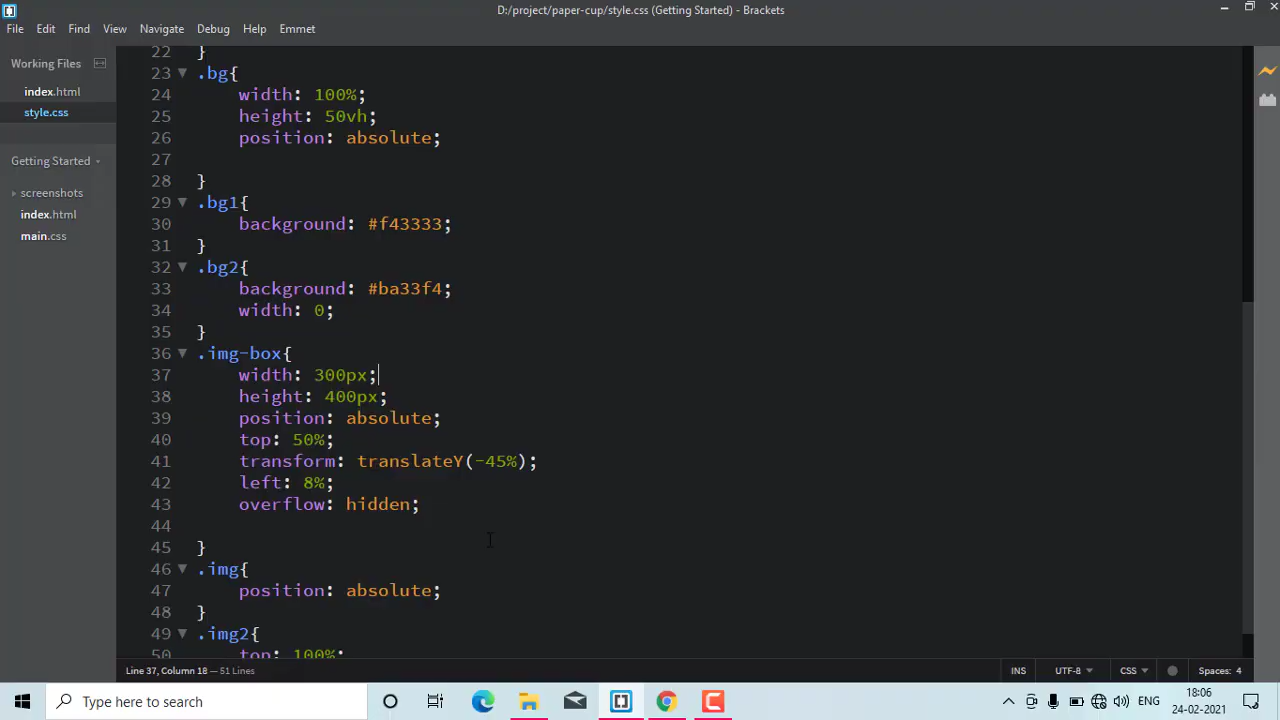 D:/project/paper-cup/style.css (Getting Started) - Brackets
File Edit Find View Navigate Debug Help Emmet
Working Files
index.html
style.css
Getting Started
screenshots
index.html
main.css
22 }
23 .bg{
24 width: 100%;
25 height: 50vh;
26 position: absolute;
27
28 }
29 .bg1{
30 background: #f43333;
31 }
32 .bg2{
33 background: #ba33f4;
34 width: 0;
35 }
36 .img-box{
37 width: 300px;
38 height: 400px;
39 position: absolute;
40 top: 50%;
41 transform: translateY(-45%);
42 left: 8%;
43 overflow: hidden;
44
45 }
46 .img{
47 position: absolute;
48 }
49 .img2{
50 top: 100%;
Line 37, Column 18 — 51 Lines
INS UTF-8 CSS Spaces: 4
Type here to search
ENG
18:06
24-02-2021